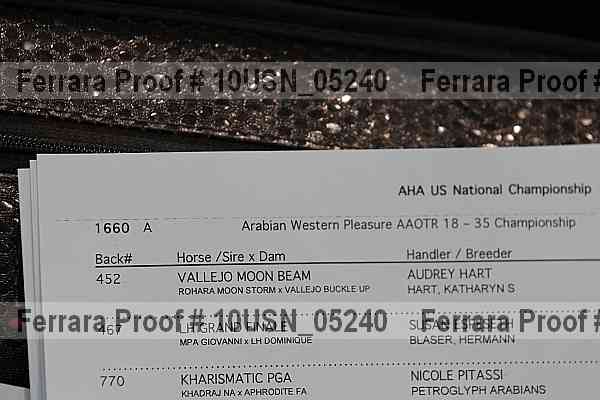 Ferrara Proof # 10USN_05240 Ferrara Proof #
AHA US National Championship
1660 A Arabian Western Pleasure AAOTR 18 - 35 Championship
Back# Horse /Sire x Dam Handler / Breeder
452 VALLEJO MOON BEAM AUDREY HART
ROHARA MOON STORM x VALLEJO BUCKLE UP HART, KATHARYN S
Ferrara Proof # 10USN_05240 Ferrara Proof #
467 LH GRAND FINALE SUSAN
MPA GIOVANNI x LH DOMINIQUE BLASER, HERMANN
770 KHARISMATIC PGA NICOLE PITASSI
KHADRAJ NA x APHRODITE FA PETROGLYPH ARABIANS